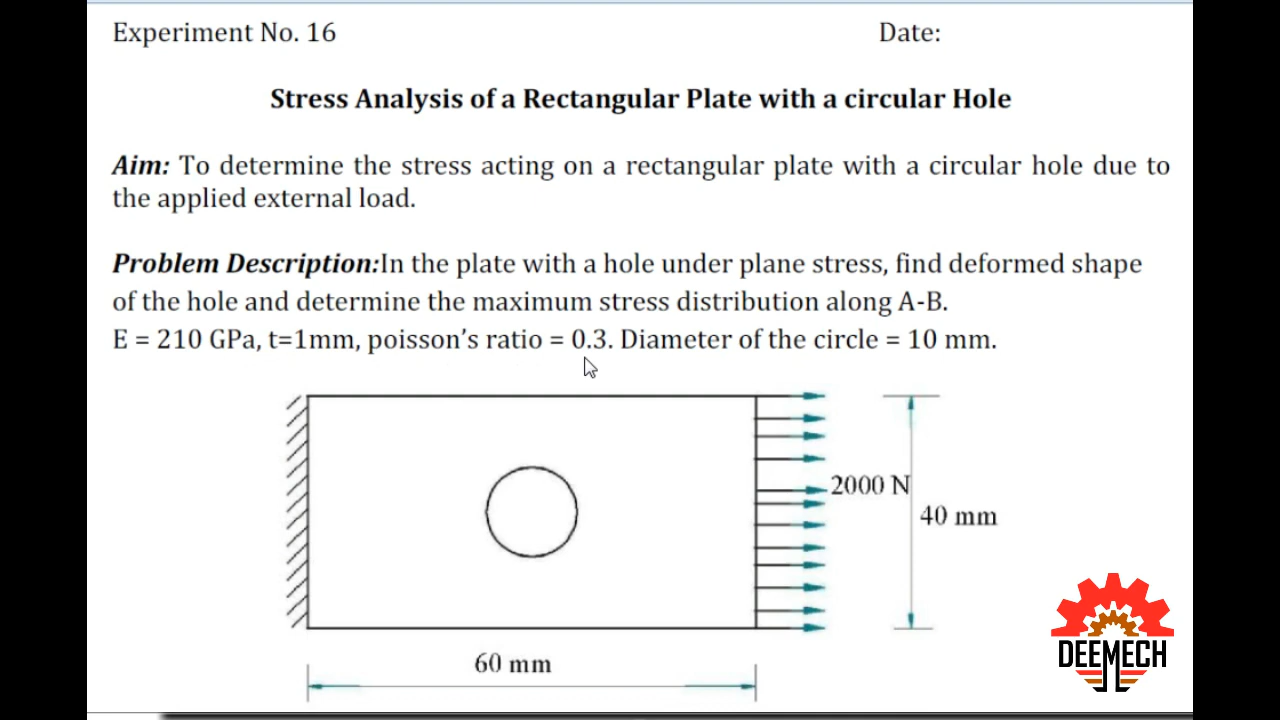 Experiment No. 16 Date:
Stress Analysis of a Rectangular Plate with a circular Hole
Aim: To determine the stress acting on a rectangular plate with a circular hole due to
the applied external load.
Problem Description:In the plate with a hole under plane stress, find deformed shape
of the hole and determine the maximum stress distribution along A-B.
E = 210 GPa, t=1mm, poisson's ratio = 0.3. Diameter of the circle = 10 mm.
2000 N
40 mm
60 mm
DEEMECH